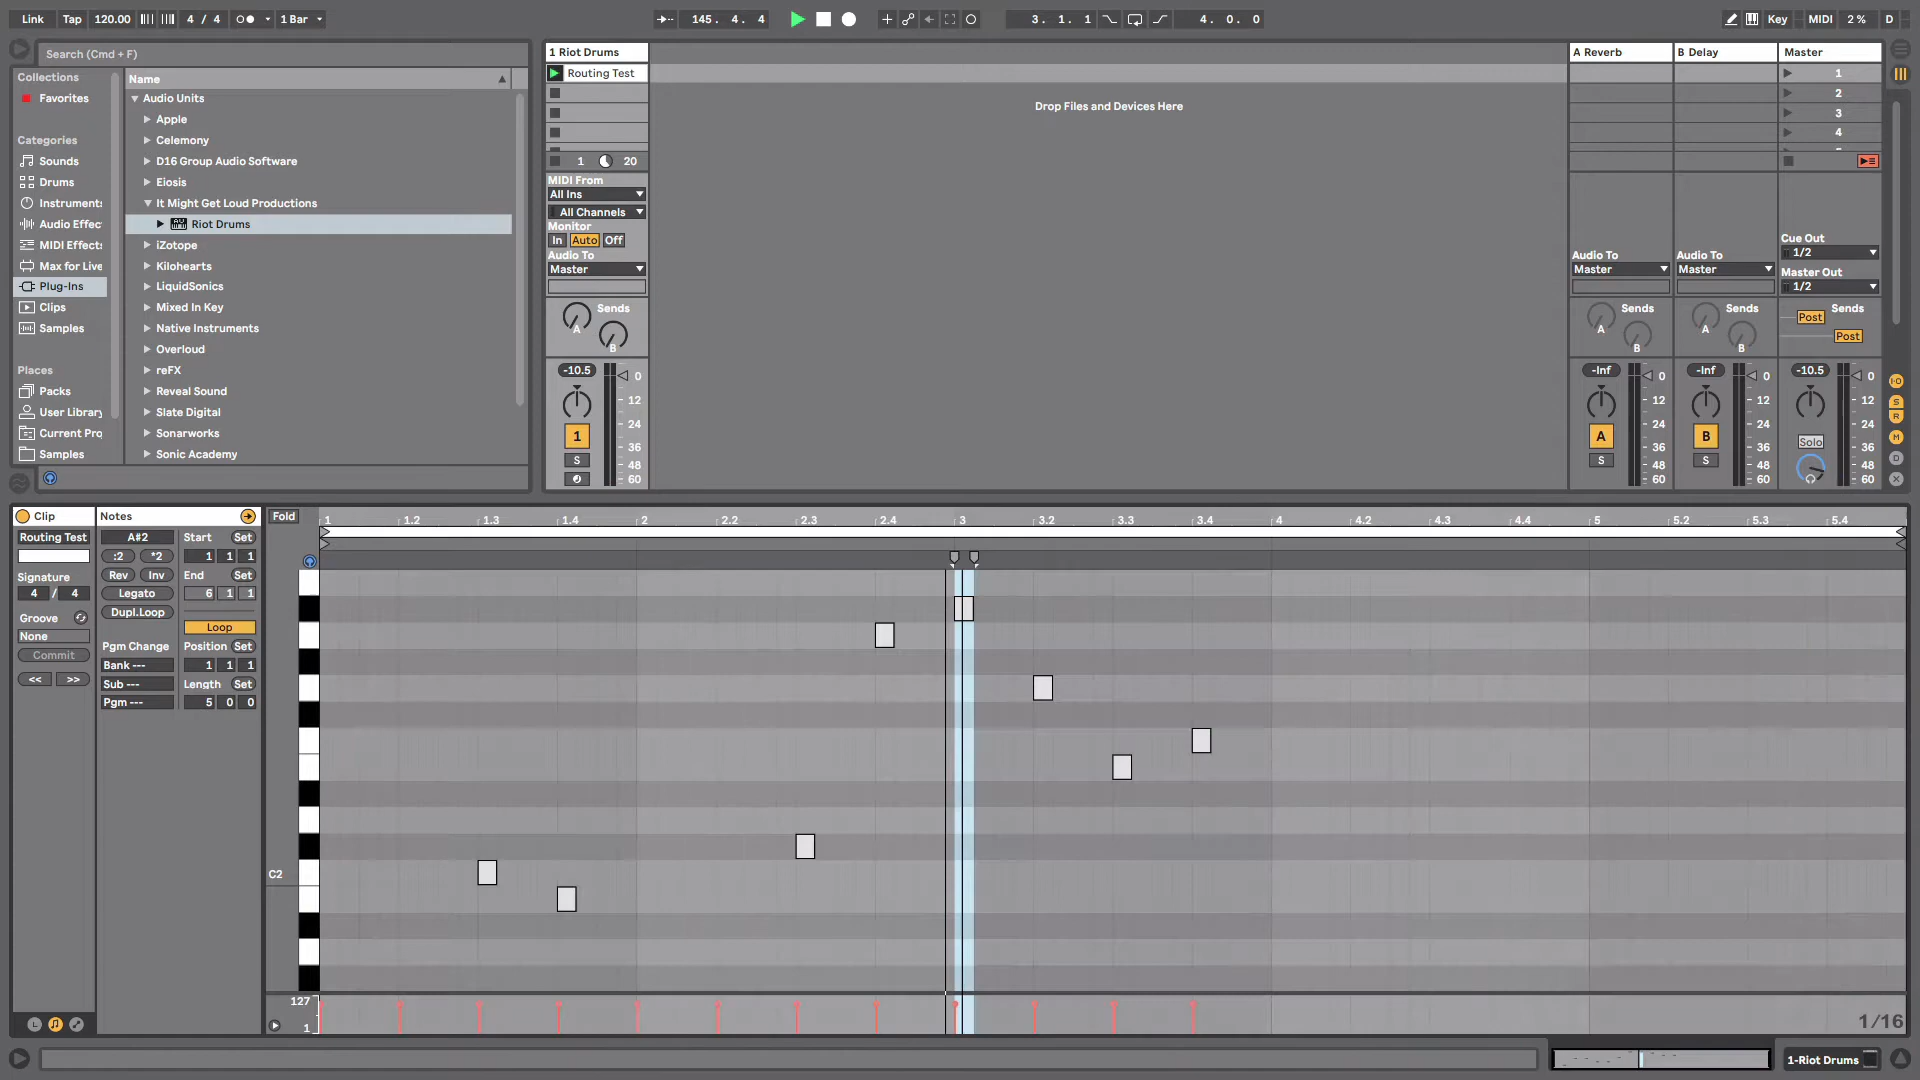 Link Tap 120.00 4 / 4 1 Bar 145. 4. 4 3. 1. 1 4. 0. 0 Key MIDI 2 % D
Search (Cmd + F)
Collections
Favorites
Categories
Sounds
Drums
Instruments
Audio Effec
MIDI Effects
Max for Live
Plug-Ins
Clips
Samples
Places
Packs
User Library
Current Pro
Samples
Name
Audio Units
Apple
Celemony
D16 Group Audio Software
Eiosis
It Might Get Loud Productions
Riot Drums
iZotope
Kilohearts
LiquidSonics
Mixed In Key
Native Instruments
Overloud
reFX
Reveal Sound
Slate Digital
Sonarworks
Sonic Academy
1 Riot Drums
Routing Test
1 20
MIDI From
All Ins
All Channels
Monitor
In Auto Off
Audio To
Master
Sends
A
B
-10.5
0
12
24
36
48
60
1
S
Drop Files and Devices Here
A Reverb
Audio To
Master
Sends
A
B
-Inf
0
12
24
36
48
60
A
S
B Delay
Audio To
Master
Sends
A
B
-Inf
0
12
24
36
48
60
B
S
Master
1
2
3
4
Cue Out
1/2
Master Out
1/2
Sends
Post
Post
-10.5
0
12
24
36
48
60
Solo
I·O
S
R
M
D
X
Clip
Routing Test
Signature
4 / 4
Groove
None
Commit
<< >>
L
Notes
A#2
:2 *2
Rev Inv
Legato
Dupl.Loop
Pgm Change
Bank ---
Sub ---
Pgm ---
Start Set
1 1 1
End Set
6 1 1
Loop
Position Set
1 1 1
Length Set
5 0 0
Fold
1 1.2 1.3 1.4 2 2.2 2.3 2.4 3 3.2 3.3 3.4 4 4.2 4.3 4.4 5 5.2 5.3 5.4
C2
127
1
1/16
1-Riot Drums